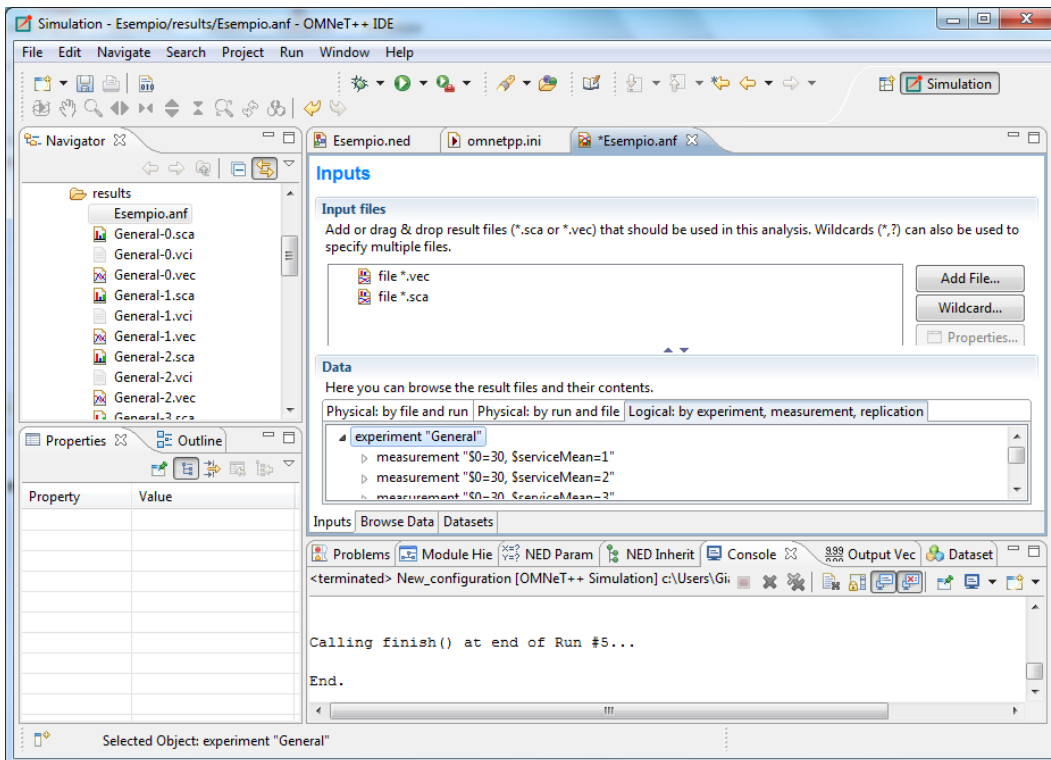 Simulation - Esempio/results/Esempio.anf - OMNeT++ IDE
File Edit Navigate Search Project Run Window Help
Simulation
Navigator
results
Esempio.anf
General-0.sca
General-0.vci
General-0.vec
General-1.sca
General-1.vci
General-1.vec
General-2.sca
General-2.vci
General-2.vec
General-3.sca
Properties Outline
Property Value
Esempio.ned omnetpp.ini *Esempio.anf
Inputs
Input files
Add or drag & drop result files (*.sca or *.vec) that should be used in this analysis. Wildcards (*,?) can also be used to
specify multiple files.
file *.vec
file *.sca
Add File...
Wildcard...
Properties...
Data
Here you can browse the result files and their contents.
Physical: by file and run Physical: by run and file Logical: by experiment, measurement, replication
experiment "General"
measurement "$0=30, $serviceMean=1"
measurement "$0=30, $serviceMean=2"
measurement "$0=30, $serviceMean=3"
Inputs Browse Data Datasets
Problems Module Hie NED Param NED Inherit Console Output Vec Dataset
<terminated> New_configuration [OMNeT++ Simulation] c:\Users\Gi
Calling finish() at end of Run #5...
End.
Selected Object: experiment "General"